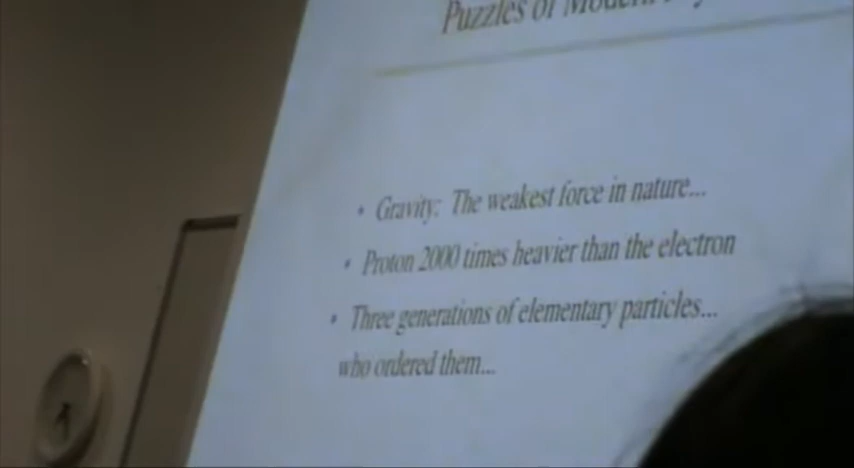 Puzzles of Modern
• Gravity: The weakest force in nature...
• Proton 2000 times heavier than the electron
• Three generations of elementary particles...
who ordered them...